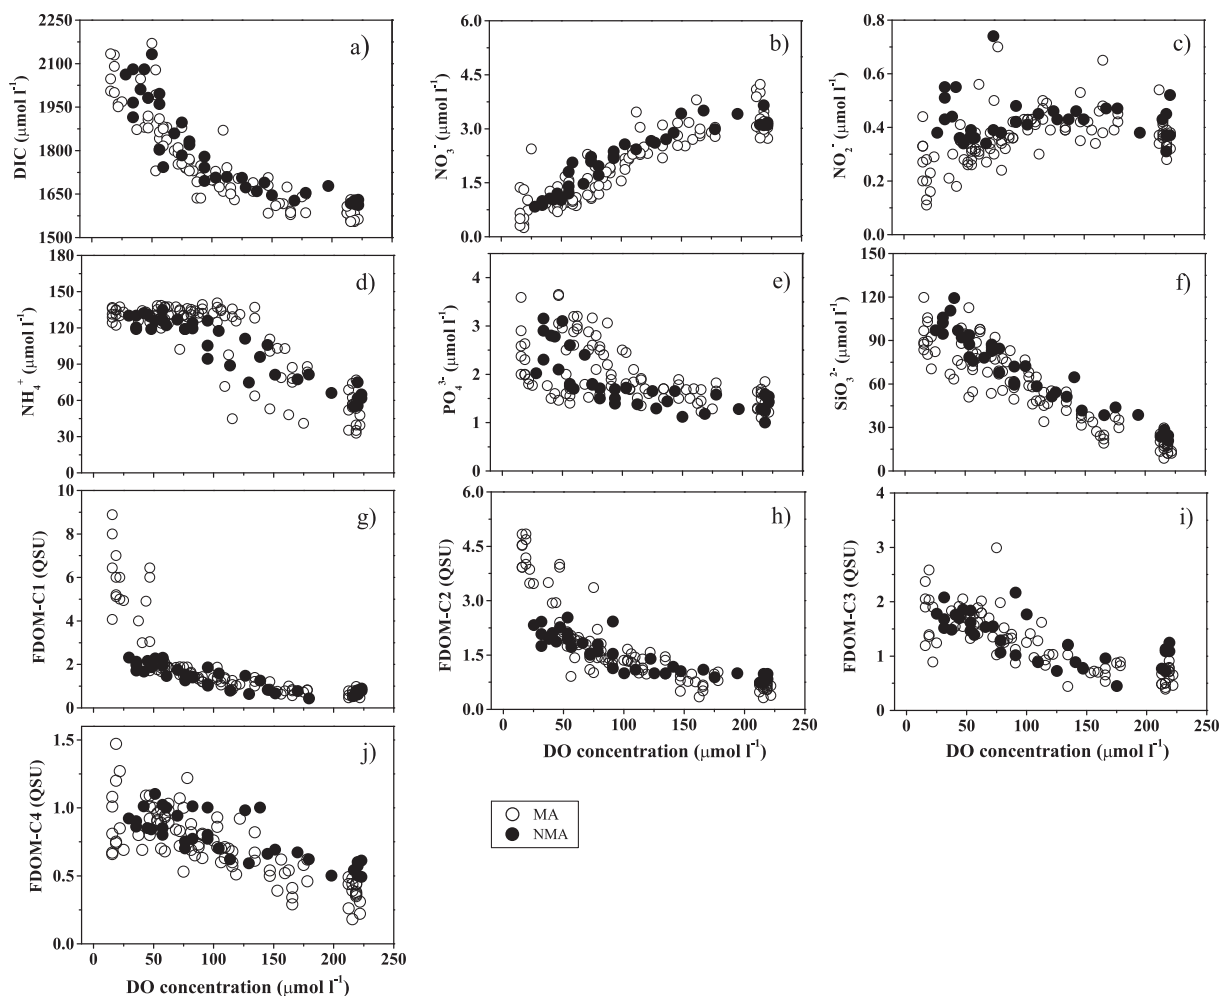 2250
2100
1950
1800
1650
1500
DIC (μmol l⁻¹)
a)
6.0
4.5
3.0
1.5
0.0
NO₃⁻ (μmol l⁻¹)
b)
0.8
0.6
0.4
0.2
0.0
NO₂⁻ (μmol l⁻¹)
c)
180
150
120
90
60
30
0
NH₄⁺ (μmol l⁻¹)
d)
4
3
2
1
0
PO₄³⁻ (μmol l⁻¹)
e)
150
120
90
60
30
0
SiO₃²⁻ (μmol l⁻¹)
f)
10
8
6
4
2
0
FDOM-C1 (QSU)
g)
6.0
4.5
3.0
1.5
0.0
FDOM-C2 (QSU)
h)
0 50 100 150 200 250
DO concentration (μmol l⁻¹)
4
3
2
1
0
FDOM-C3 (QSU)
i)
0 50 100 150 200 250
DO concentration (μmol l⁻¹)
1.5
1.0
0.5
0.0
FDOM-C4 (QSU)
j)
0 50 100 150 200 250
DO concentration (μmol l⁻¹)
MA
NMA